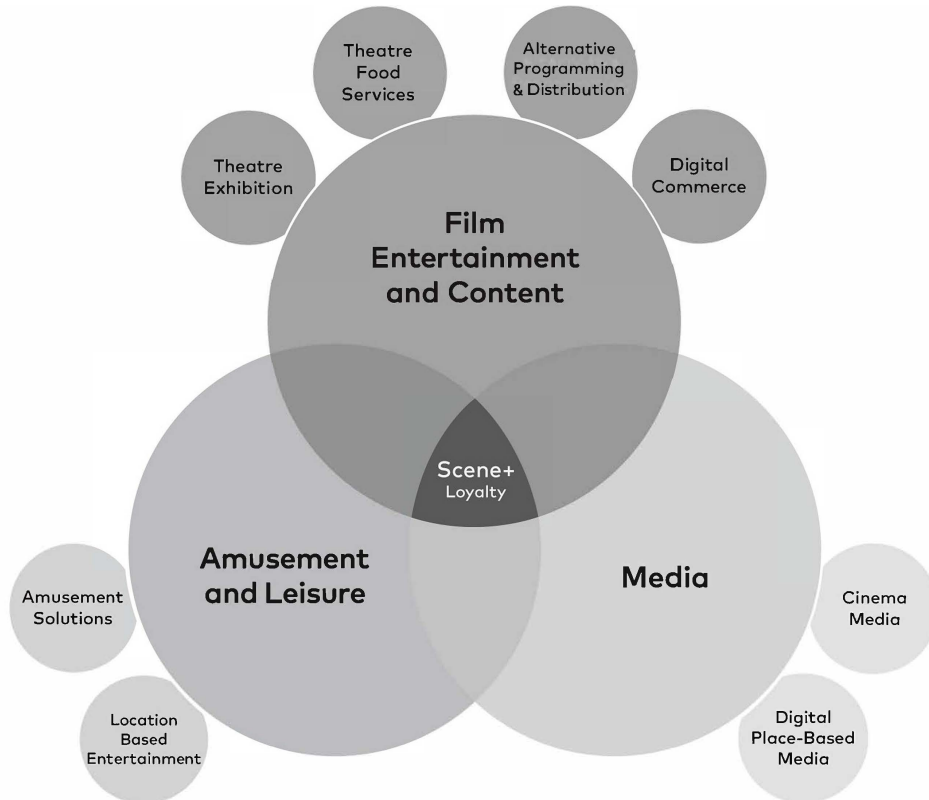 Theatre
Food
Services
Alternative
Programming
& Distribution
Theatre
Exhibition
Digital
Commerce
Film
Entertainment
and Content
Scene+
Loyalty
Amusement
and Leisure
Media
Amusement
Solutions
Cinema
Media
Location
Based
Entertainment
Digital
Place-Based
Media